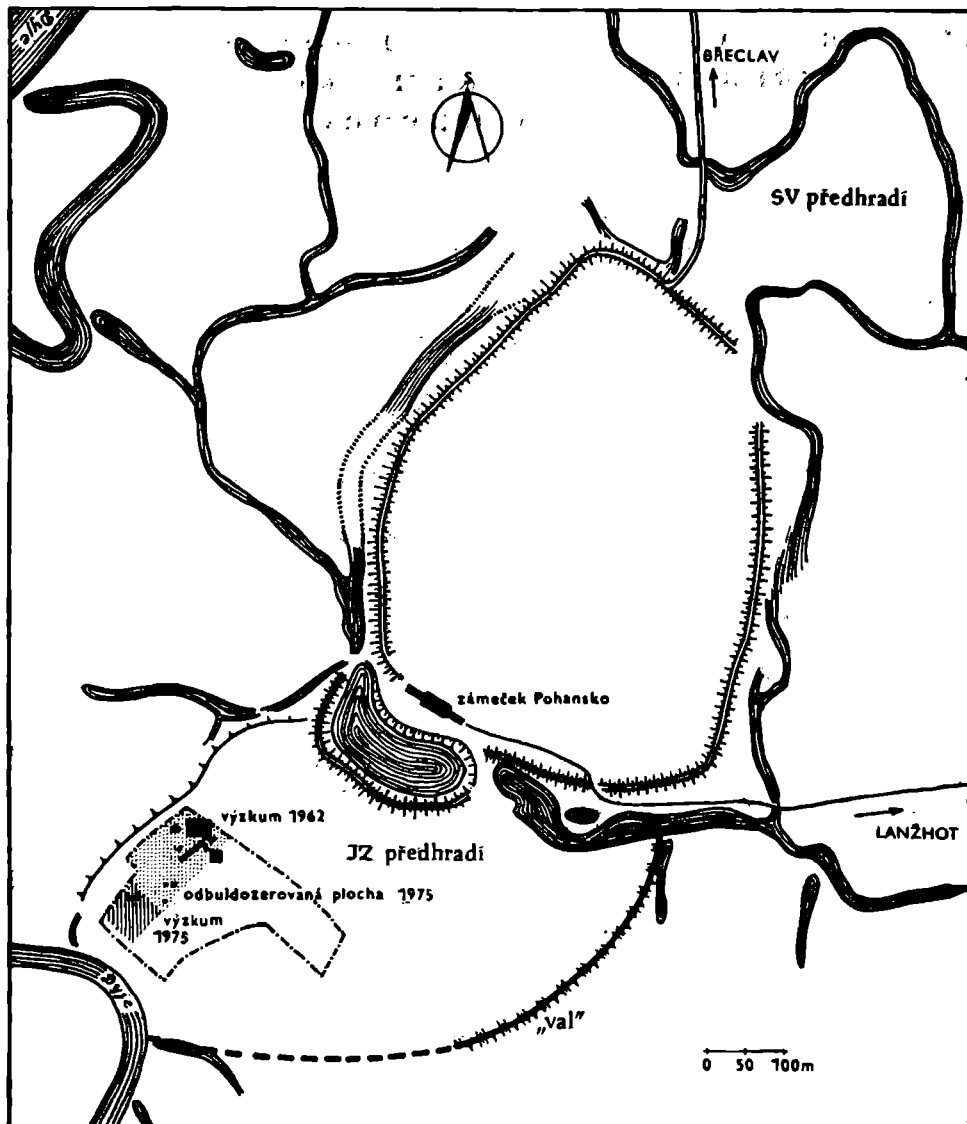 Dyje
BŘECLAV
S
SV předhradí
zámeček Pohansko
LANŽHOT
výzkum 1962
JZ předhradí
odbuldozerovaná plocha 1975
výzkum
1975
Dyje
„val"
0 50 100m